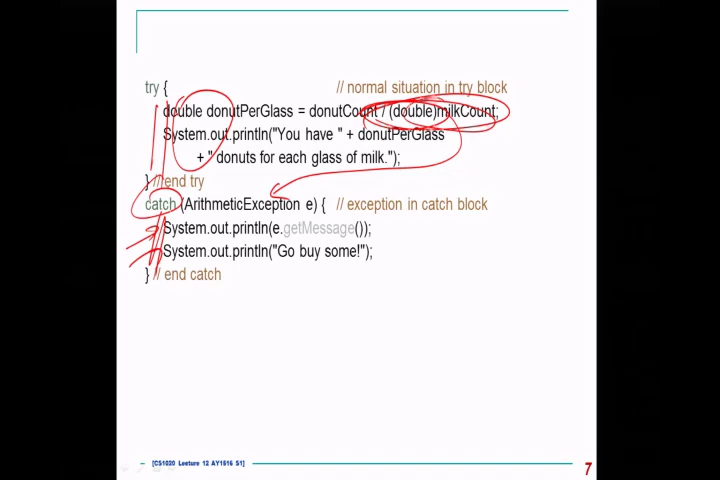 try { // normal situation in try block
double donutPerGlass = donutCount / (double)milkCount;
System.out.println("You have " + donutPerGlass
+ " donuts for each glass of milk.");
} // end try
catch (ArithmeticException e) { // exception in catch block
System.out.println(e.getMessage());
System.out.println("Go buy some!");
} // end catch
[CS1020 Lecture 12 AY1516 S1]
7